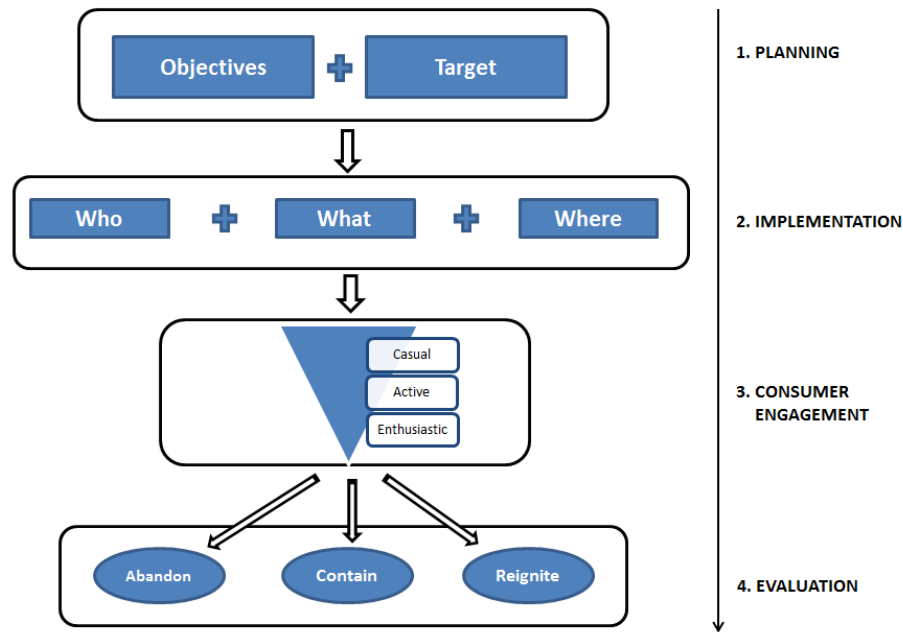 Objectives
Target
1. PLANNING
Who
What
Where
2. IMPLEMENTATION
Casual
Active
Enthusiastic
3. CONSUMER
ENGAGEMENT
Abandon
Contain
Reignite
4. EVALUATION